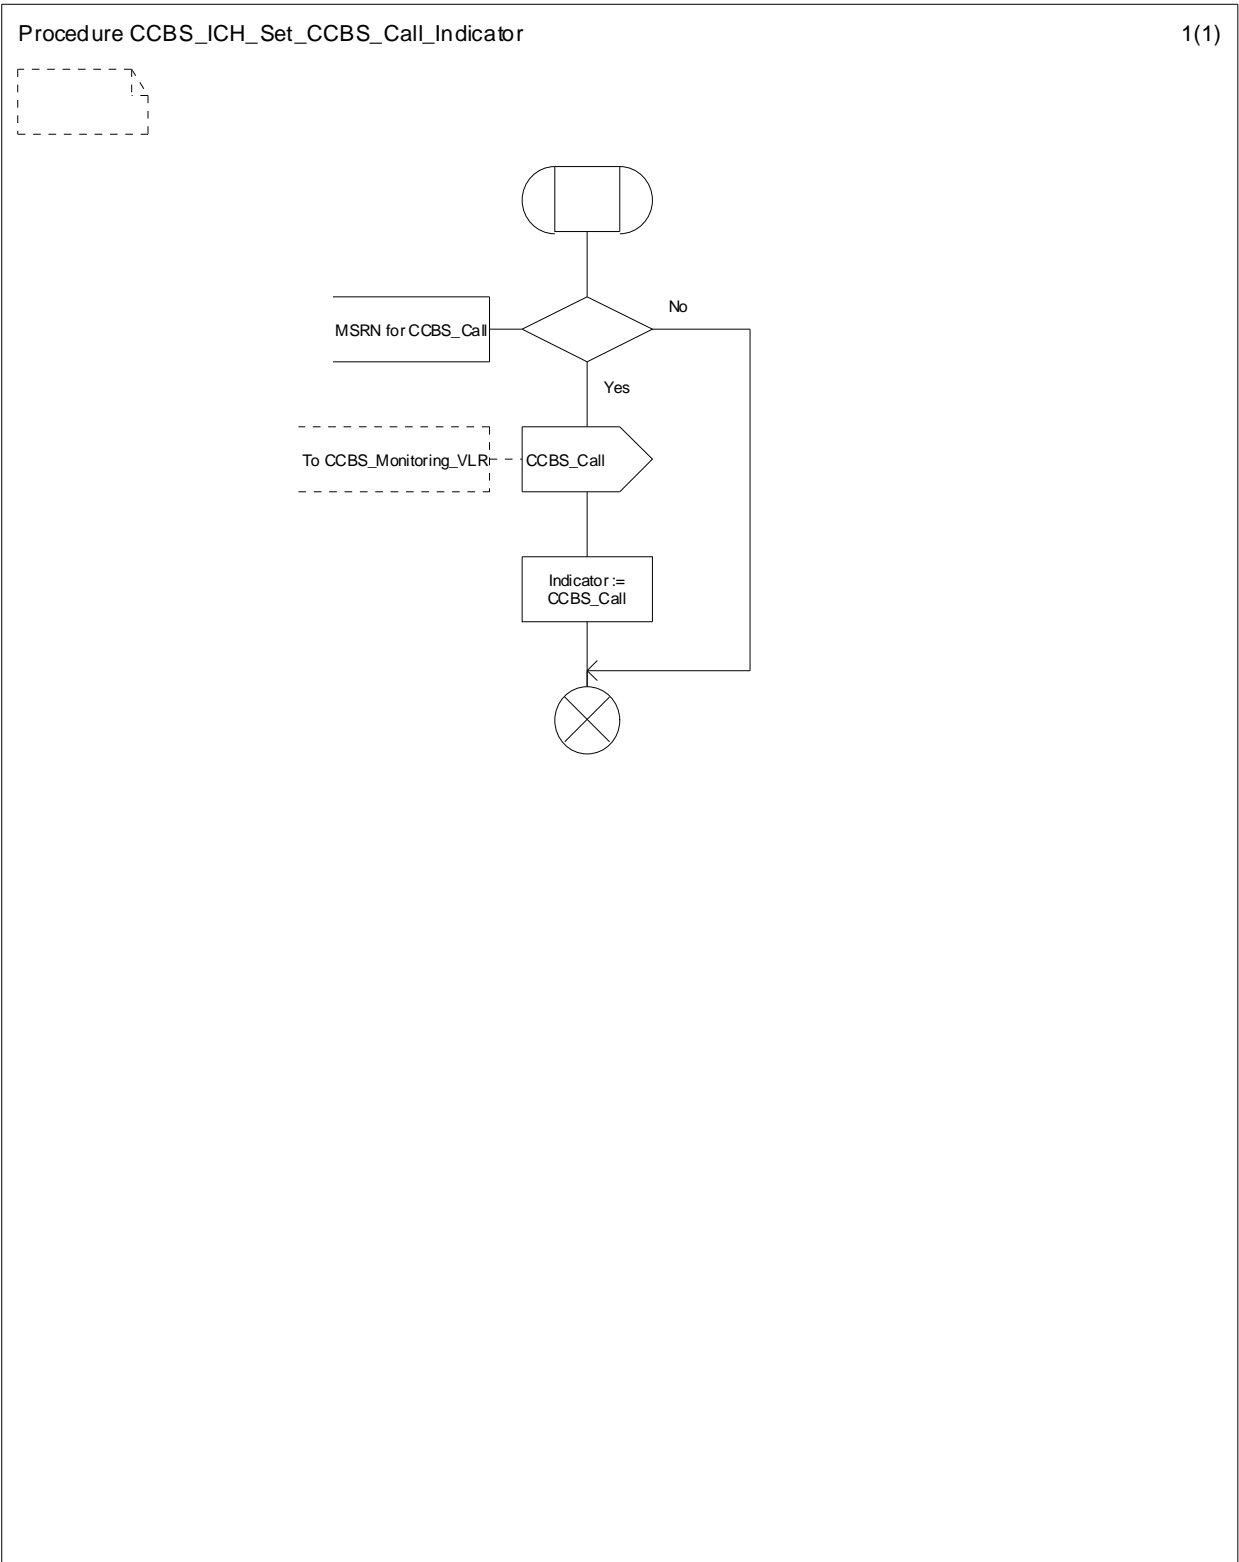 Procedure CCBS_ICH_Set_CCBS_Call_Indicator
1(1)
No
MSRN for CCBS_Call
Yes
To CCBS_Monitoring_VLR
CCBS_Call
Indicator :=
CCBS_Call